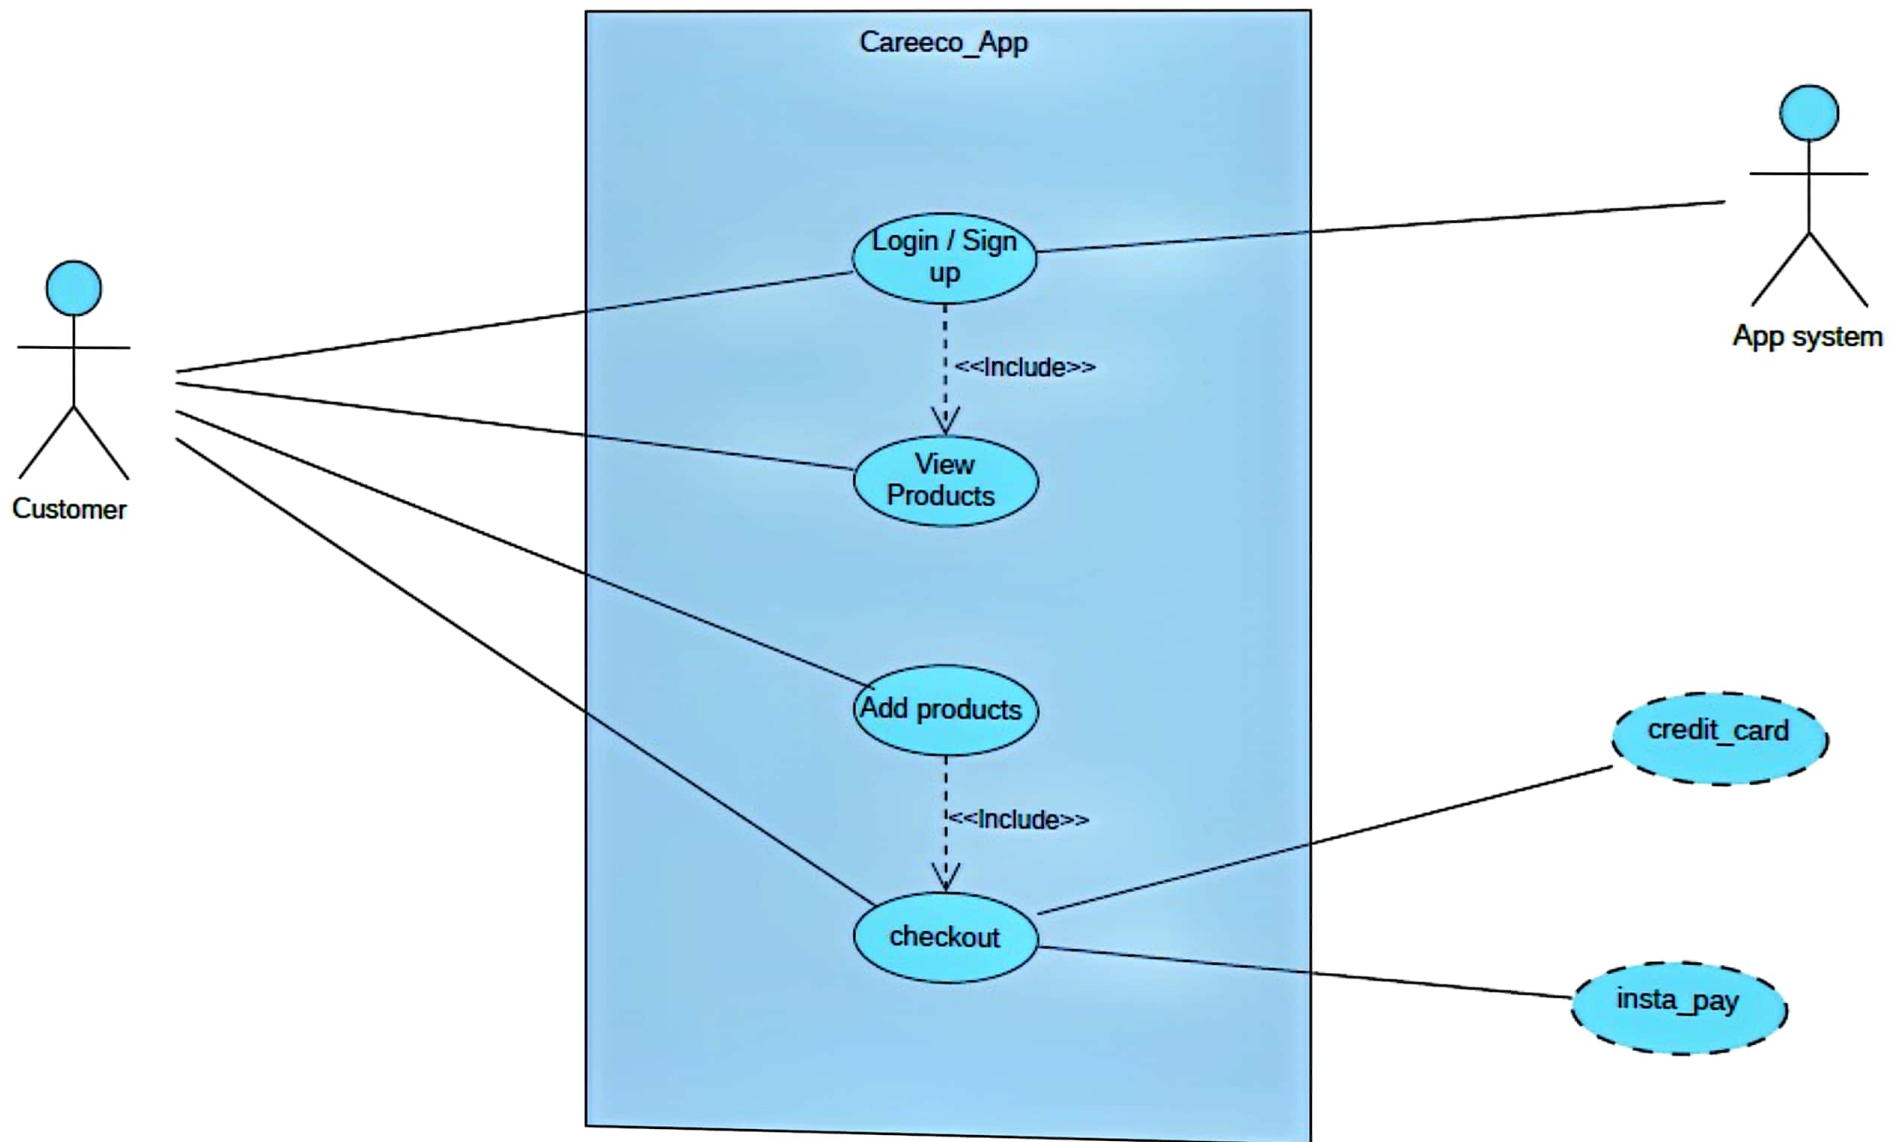 Careeco_App
Login / Sign
up
<<Include>>
App system
View
Products
Customer
Add products
credit_card
<<Include>>
checkout
insta_pay